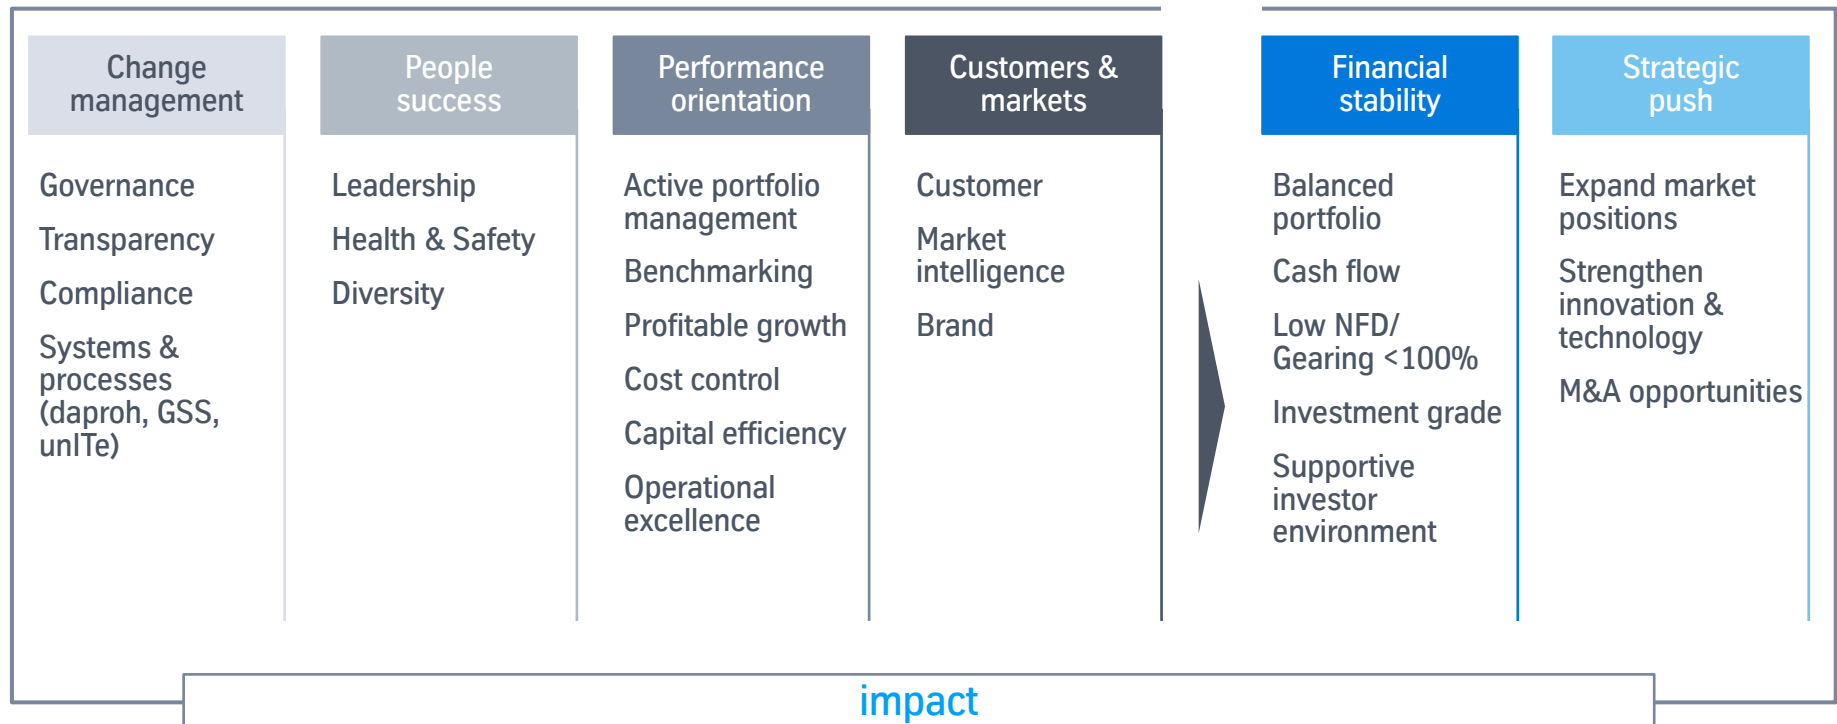 Change
management
Governance
Transparency
Compliance
Systems &
processes
(daproh, GSS,
unITe)
People
success
Leadership
Health & Safety
Diversity
Performance
orientation
Active portfolio
management
Benchmarking
Profitable growth
Cost control
Capital efficiency
Operational
excellence
Customers &
markets
Customer
Market
intelligence
Brand
Financial
stability
Balanced
portfolio
Cash flow
Low NFD/
Gearing <100%
Investment grade
Supportive
investor
environment
Strategic
push
Expand market
positions
Strengthen
innovation &
technology
M&A opportunities
impact